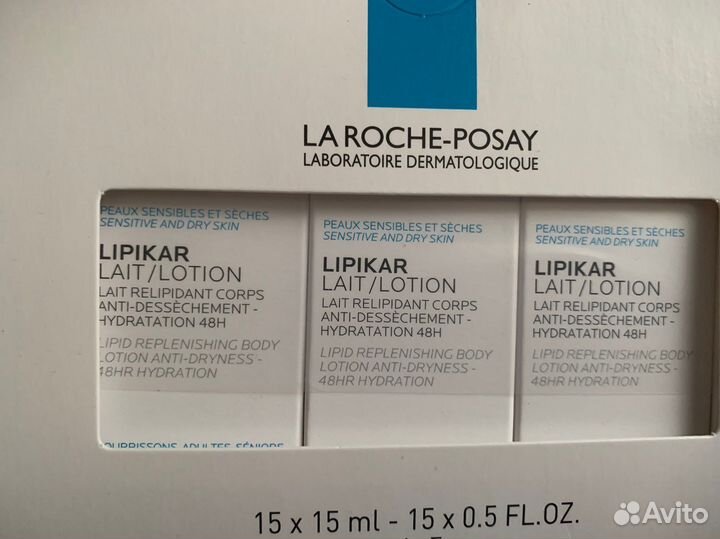 LA ROCHE-POSAY
LABORATOIRE DERMATOLOGIQUE
PEAUX SENSIBLES ET SÈCHES
SENSITIVE AND DRY SKIN
LIPIKAR
LAIT/LOTION
LAIT RELIPIDANT CORPS
ANTI-DESSÈCHEMENT -
HYDRATATION 48H
LIPID REPLENISHING BODY
LOTION ANTI-DRYNESS -
48HR HYDRATION
PEAUX SENSIBLES ET SÈCHES
SENSITIVE AND DRY SKIN
LIPIKAR
LAIT/LOTION
LAIT RELIPIDANT CORPS
ANTI-DESSÈCHEMENT -
HYDRATATION 48H
LIPID REPLENISHING BODY
LOTION ANTI-DRYNESS -
48HR HYDRATION
PEAUX SENSIBLES ET SÈCHES
SENSITIVE AND DRY SKIN
LIPIKAR
LAIT/LOTION
LAIT RELIPIDANT CORPS
ANTI-DESSÈCHEMENT -
HYDRATATION 48H
LIPID REPLENISHING BODY
LOTION ANTI-DRYNESS -
48HR HYDRATION
15 x 15 ml - 15 x 0.5 FL.OZ.
Avito